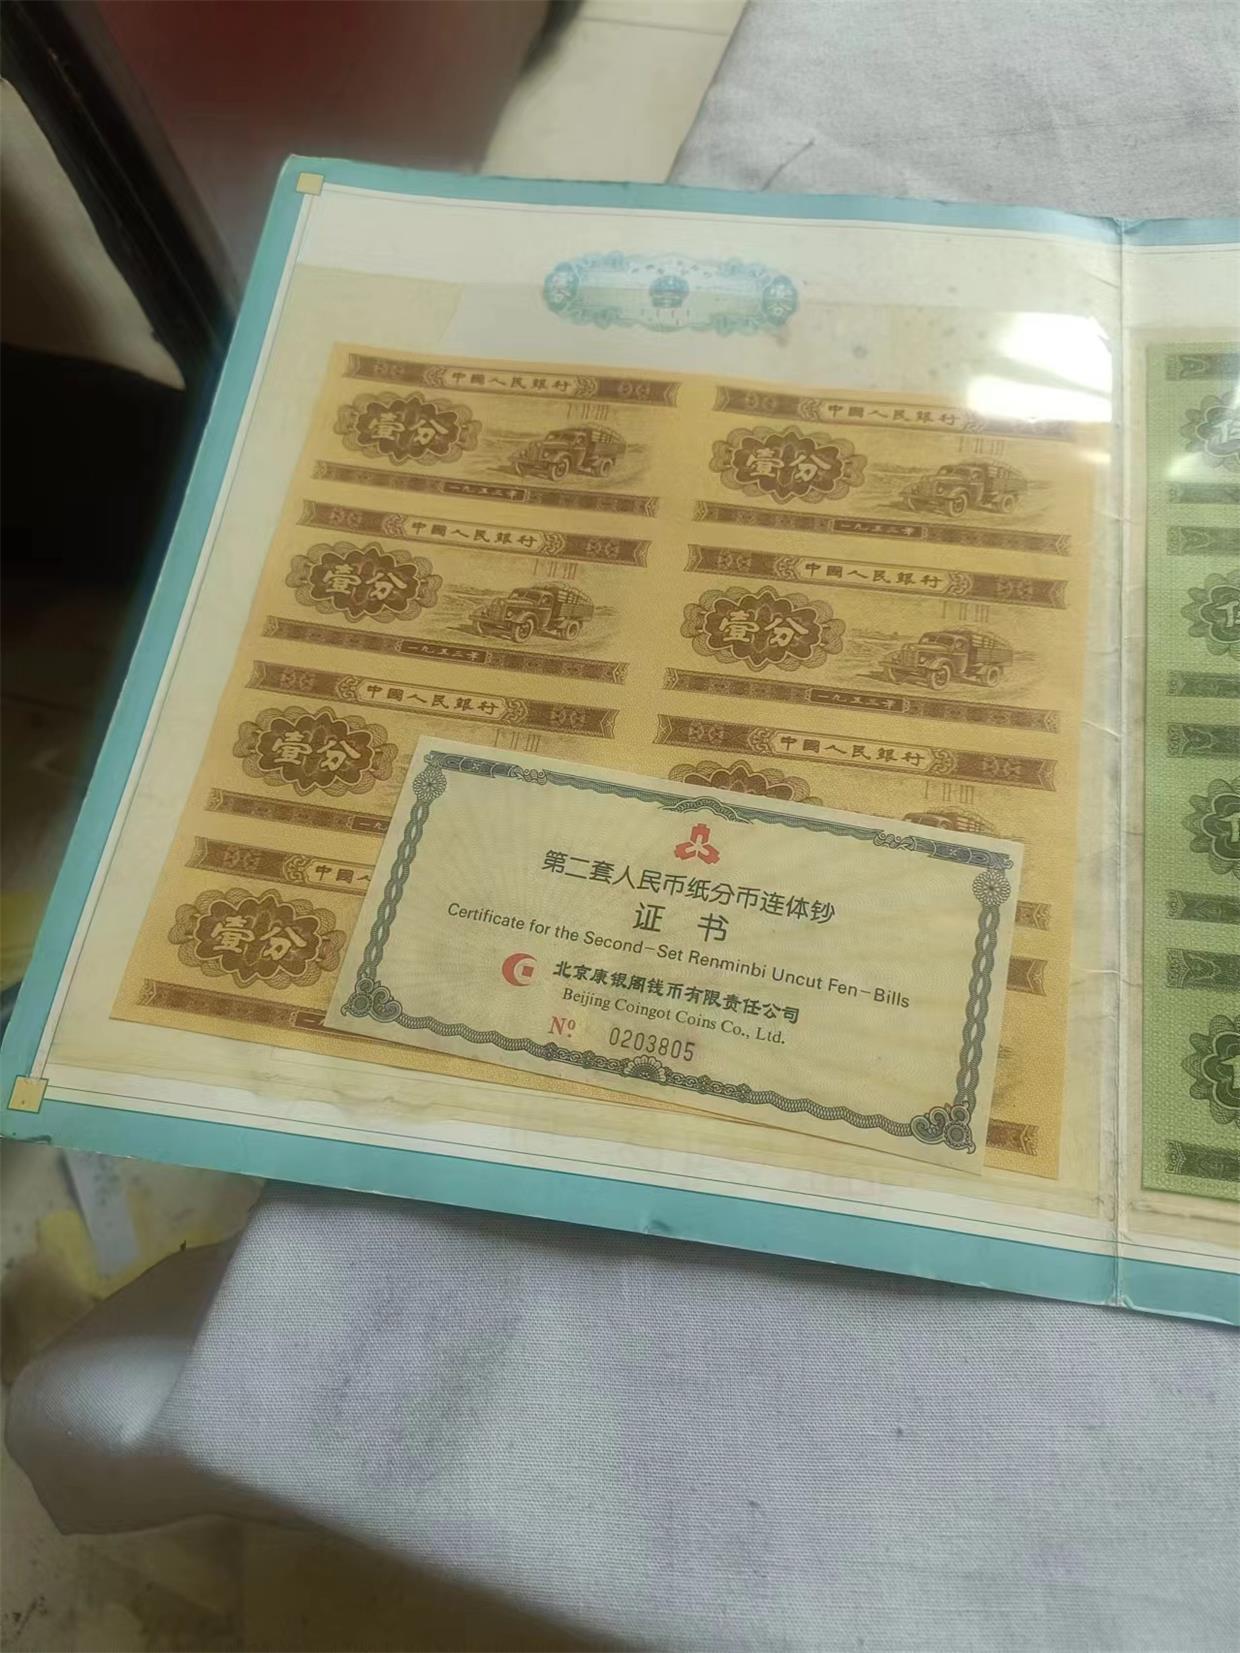 中國人民銀行
壹分
一九五三年
中國人民銀行
壹分
一九五三年
中國人民銀行
壹分
一九五三年
中國人民銀行
壹分
一九五三年
中國人民銀行
壹分
中國人民銀行
中國人
壹分
第二套人民币纸分币连体钞
证书
Certificate for the Second-Set Renminbi Uncut Fen-Bills
北京康银阁钱币有限责任公司
Beijing Coingot Coins Co., Ltd.
Nº 0203805